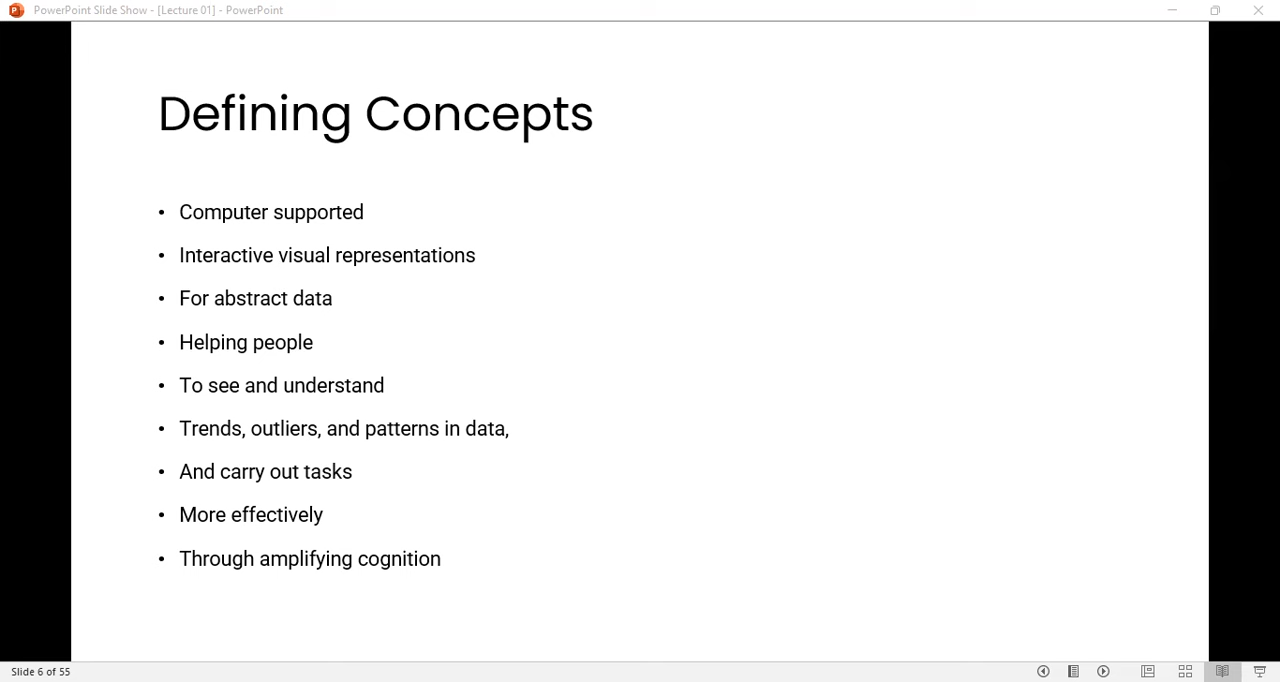 PowerPoint Slide Show - [Lecture 01] - PowerPoint
Defining Concepts
• Computer supported
• Interactive visual representations
• For abstract data
• Helping people
• To see and understand
• Trends, outliers, and patterns in data,
• And carry out tasks
• More effectively
• Through amplifying cognition
Slide 6 of 55